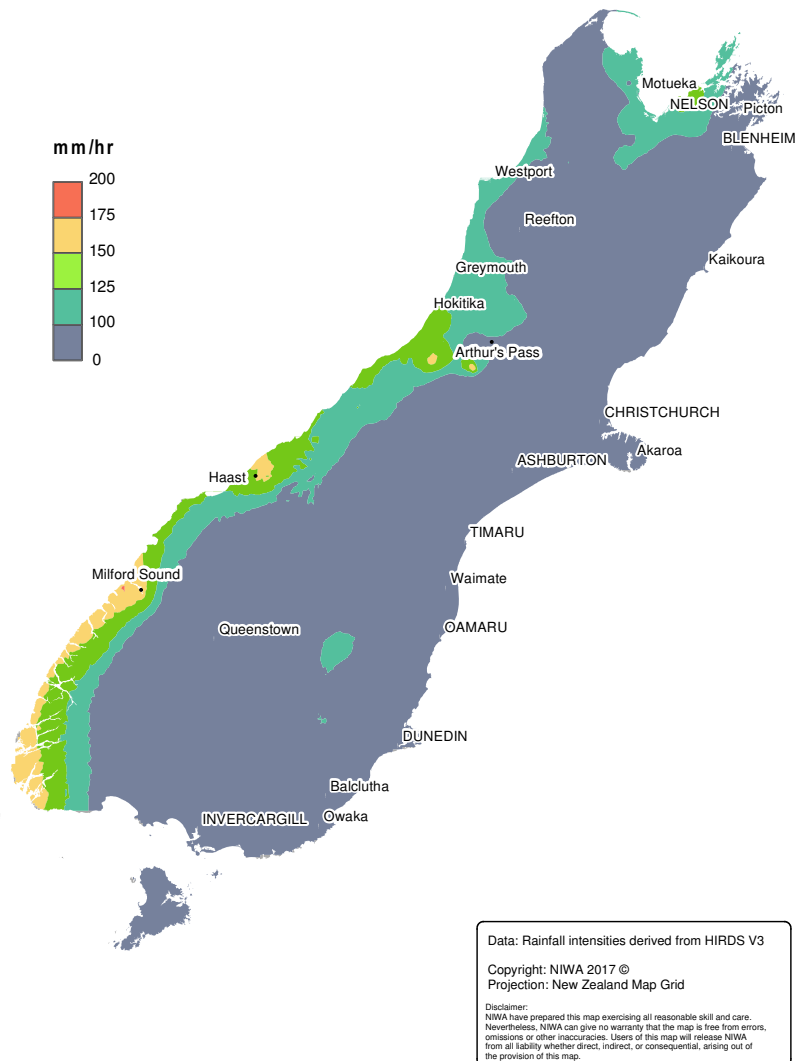 Motueka
NELSON
Picton
BLENHEIM
mm/hr
200
175
150
125
100
0
Westport
Reefton
Kaikoura
Greymouth
Hokitika
Arthur's Pass
CHRISTCHURCH
Akaroa
ASHBURTON
Haast
TIMARU
Milford Sound
Waimate
Queenstown
OAMARU
DUNEDIN
Balclutha
INVERCARGILL
Owaka
Data: Rainfall intensities derived from HIRDS V3
Copyright: NIWA 2017 ©
Projection: New Zealand Map Grid
Disclaimer:
NIWA have prepared this map exercising all reasonable skill and care.
Nevertheless, NIWA can give no warranty that the map is free from errors,
omissions or other inaccuracies. Users of this map will release NIWA
from all liability whether direct, indirect, or consequential, arising out of
the provision of this map.